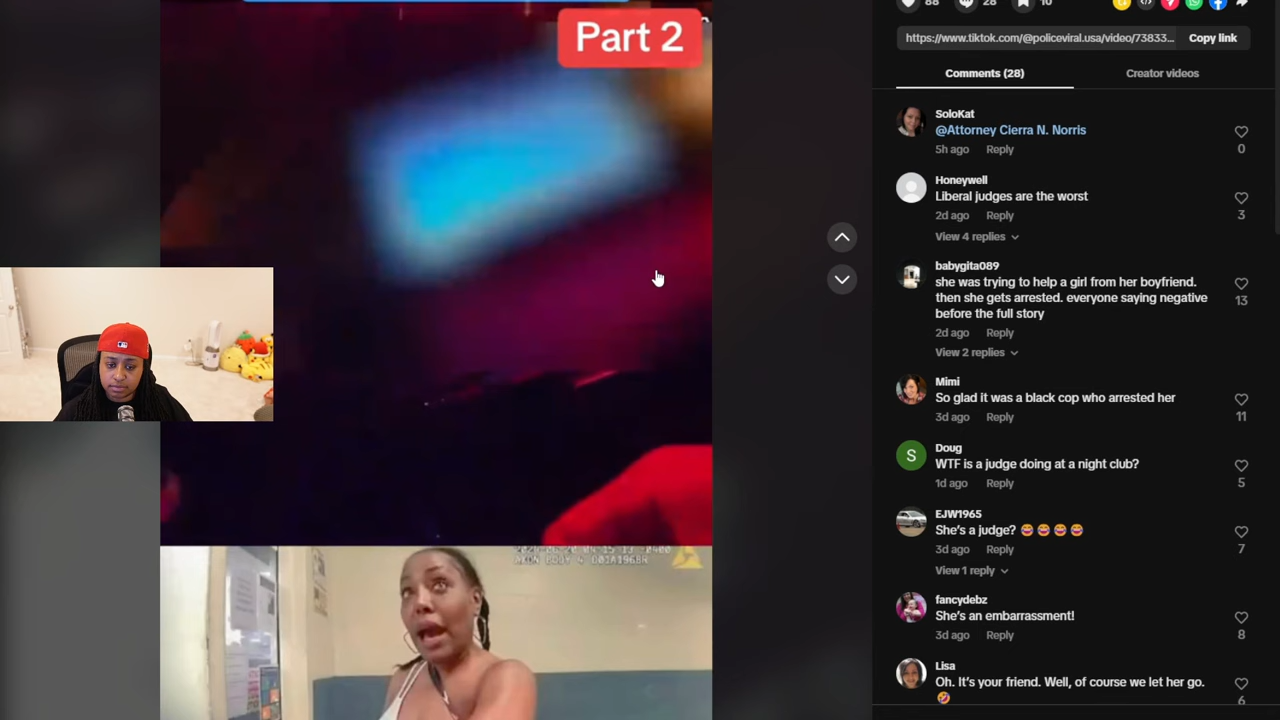 Part 2
88
28
10
https://www.tiktok.com/@policeviral.usa/video/73833...
Copy link
Comments (28)
Creator videos
SoloKat
@Attorney Cierra N. Norris
5h ago Reply
0
Honeywell
Liberal judges are the worst
2d ago Reply
3
View 4 replies
babygita089
she was trying to help a girl from her boyfriend.
then she gets arrested. everyone saying negative
before the full story
13
2d ago Reply
View 2 replies
Mimi
So glad it was a black cop who arrested her
3d ago Reply
11
Doug
S
WTF is a judge doing at a night club?
1d ago Reply
5
EJW1965
She's a judge? 😂😂😂😂
3d ago Reply
7
View 1 reply
fancydebz
She's an embarrassment!
3d ago Reply
8
Lisa
Oh. It's your friend. Well, of course we let her go.
🤣
6